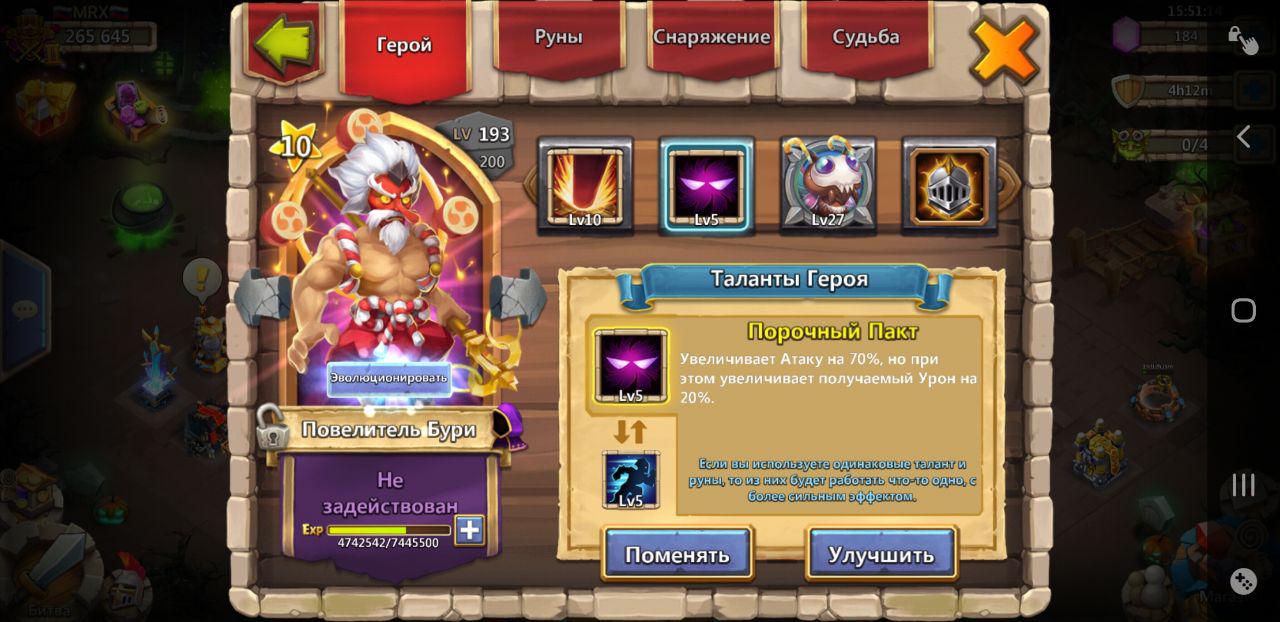 MRX
265 645
II
Герой
Руны
Снаряжение
Судьба
15:51:14
184
4h12m
0/4
10
LV 193
200
Lv10
Lv5
Lv27
Таланты Героя
Порочный Пакт
Увеличивает Атаку на 70%, но при
этом увеличивает получаемый Урон на
20%.
Lv5
Lv5
Если вы используете одинаковые талант и
руны, то из них будет работать что-то одно, с
более сильным эффектом.
Эволюционировать
Повелитель Бури
Не
задействован
Exp
4742542/7445500
Поменять
Улучшить
Битва